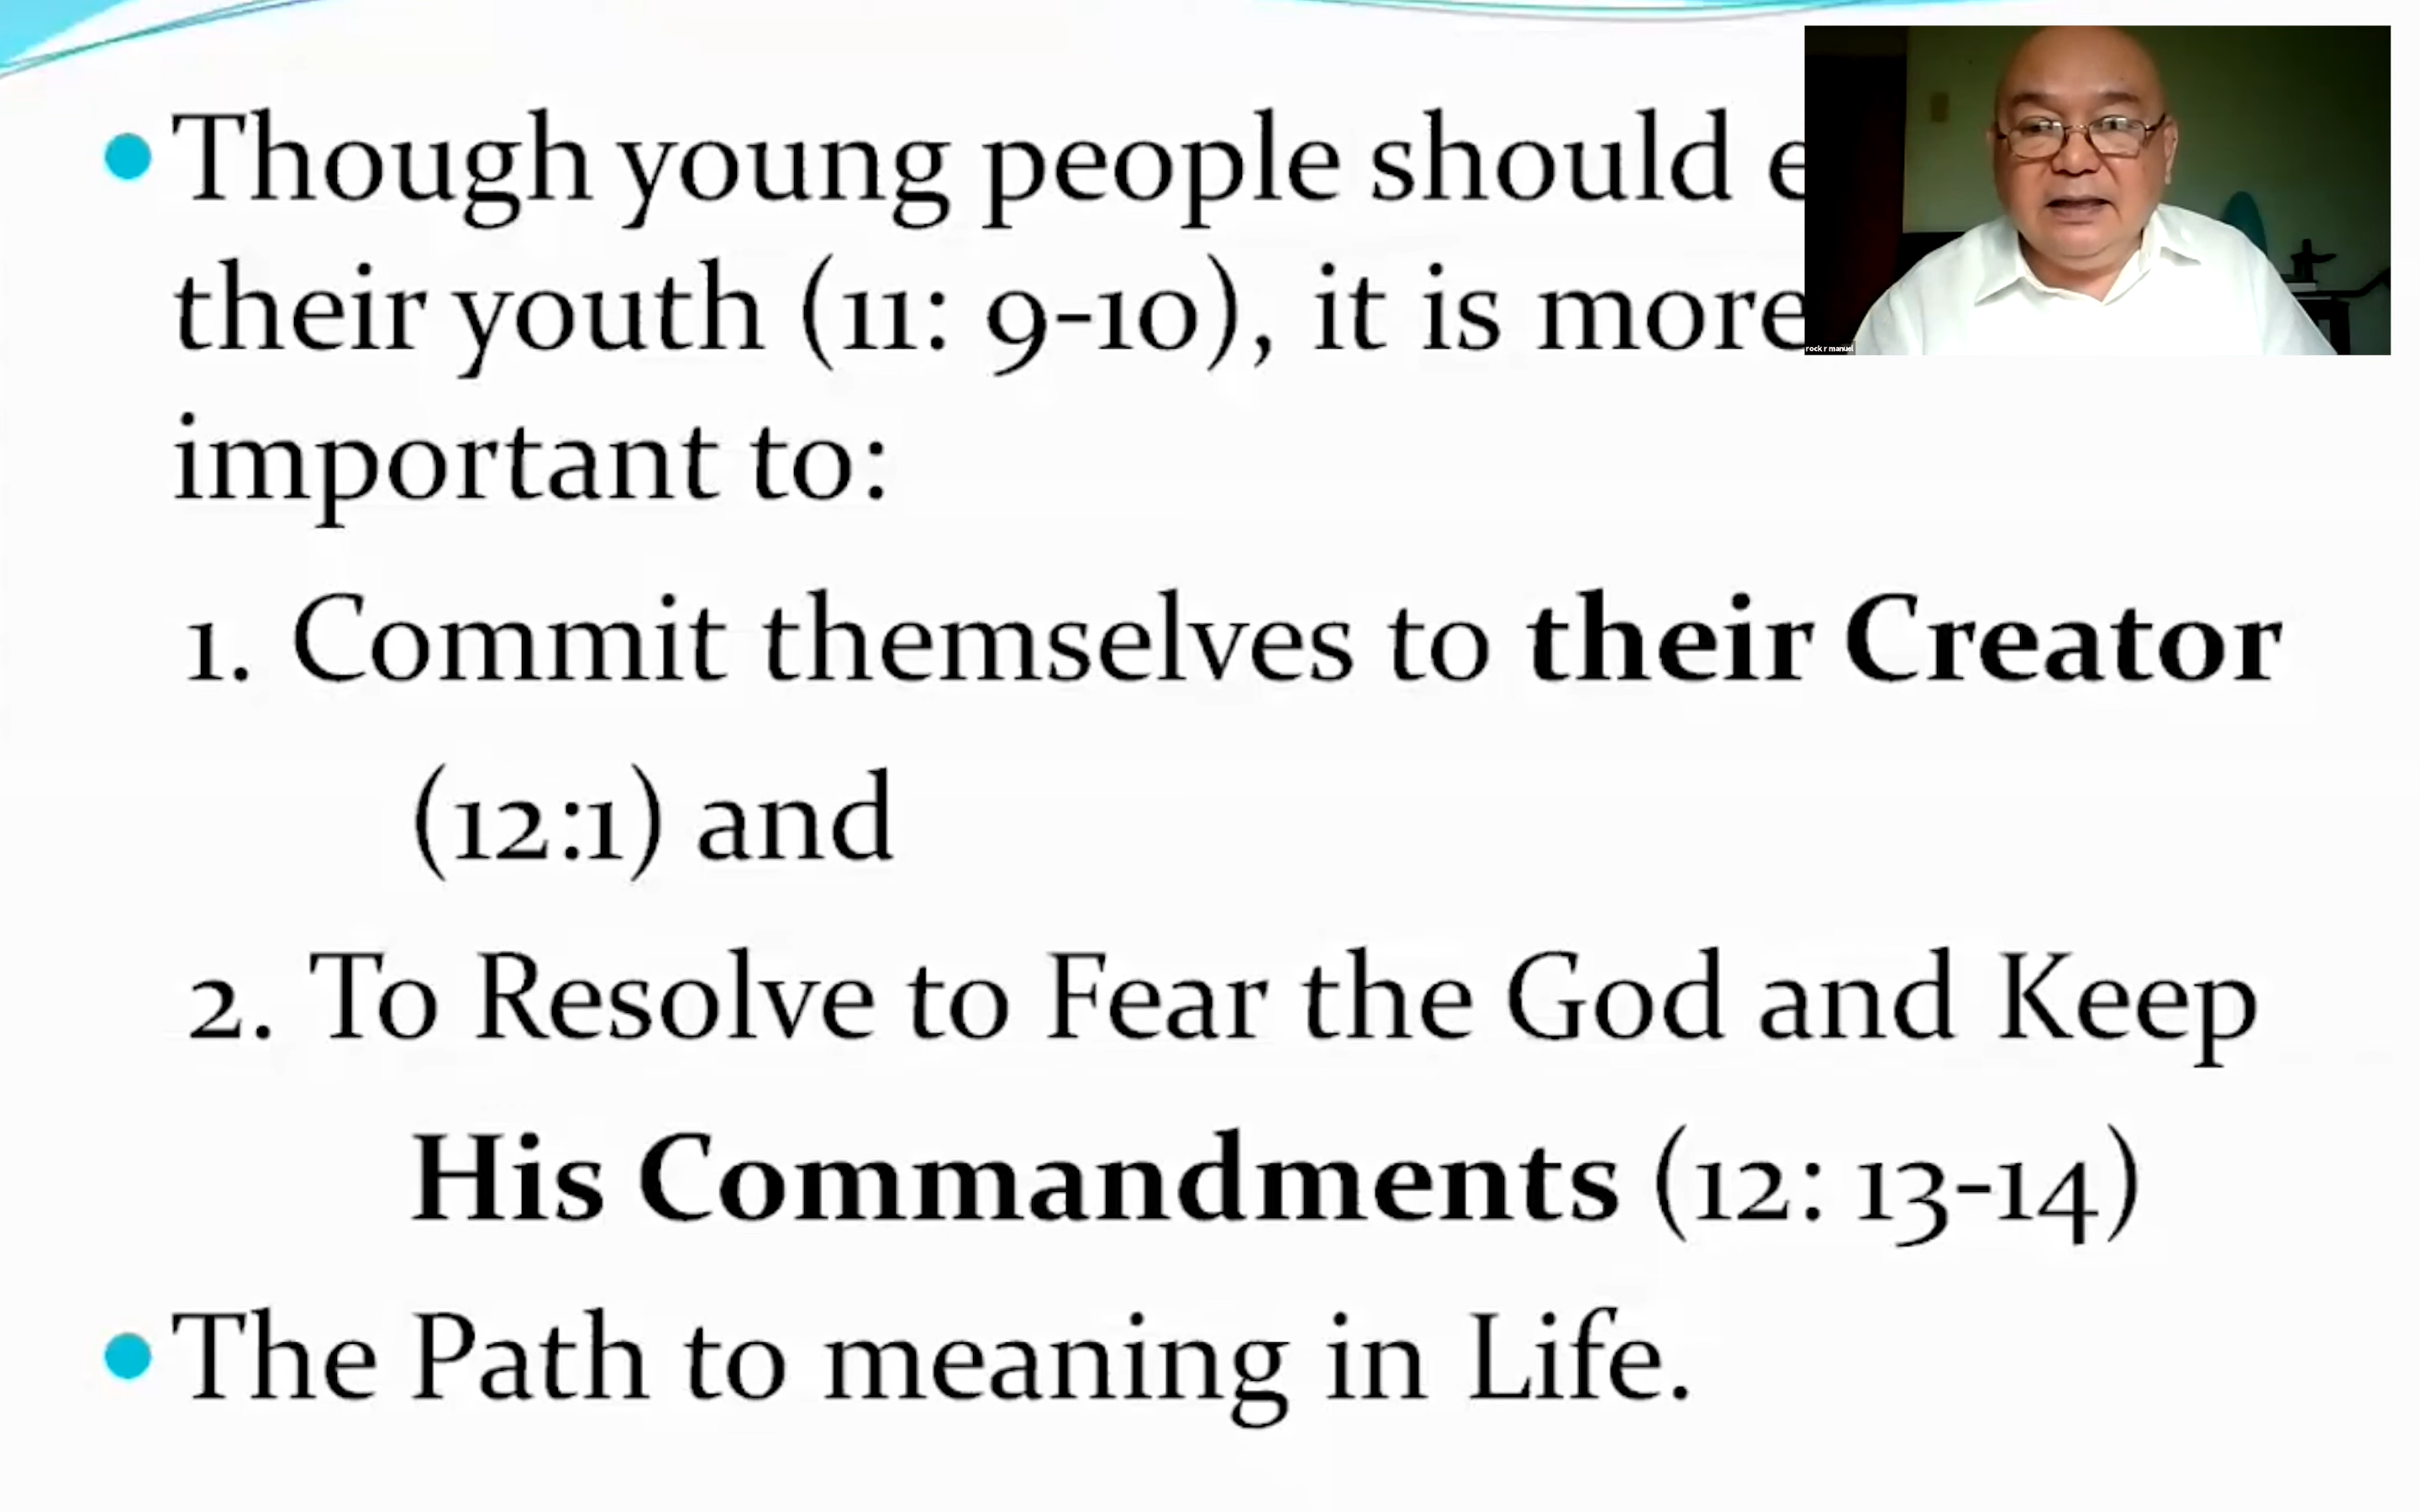 Though young people should e
their youth (11: 9-10), it is more
important to:
1. Commit themselves to their Creator
(12:1) and
2. To Resolve to Fear the God and Keep
His Commandments (12: 13-14)
The Path to meaning in Life.
rock r manuel